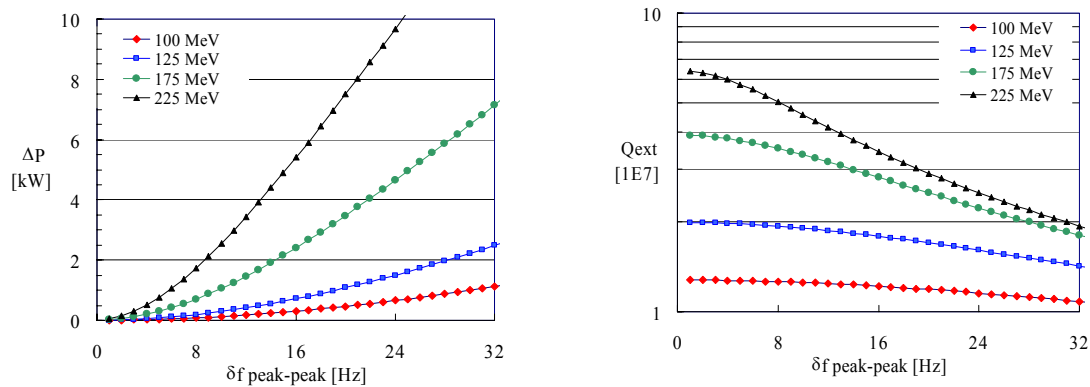 10
8
6
4
2
0
ΔP
[kW]
100 MeV
125 MeV
175 MeV
225 MeV
0 8 16 24 32
δf peak-peak [Hz]
10
1
Qext
[1E7]
100 MeV
125 MeV
175 MeV
225 MeV
0 8 16 24 32
δf peak-peak [Hz]